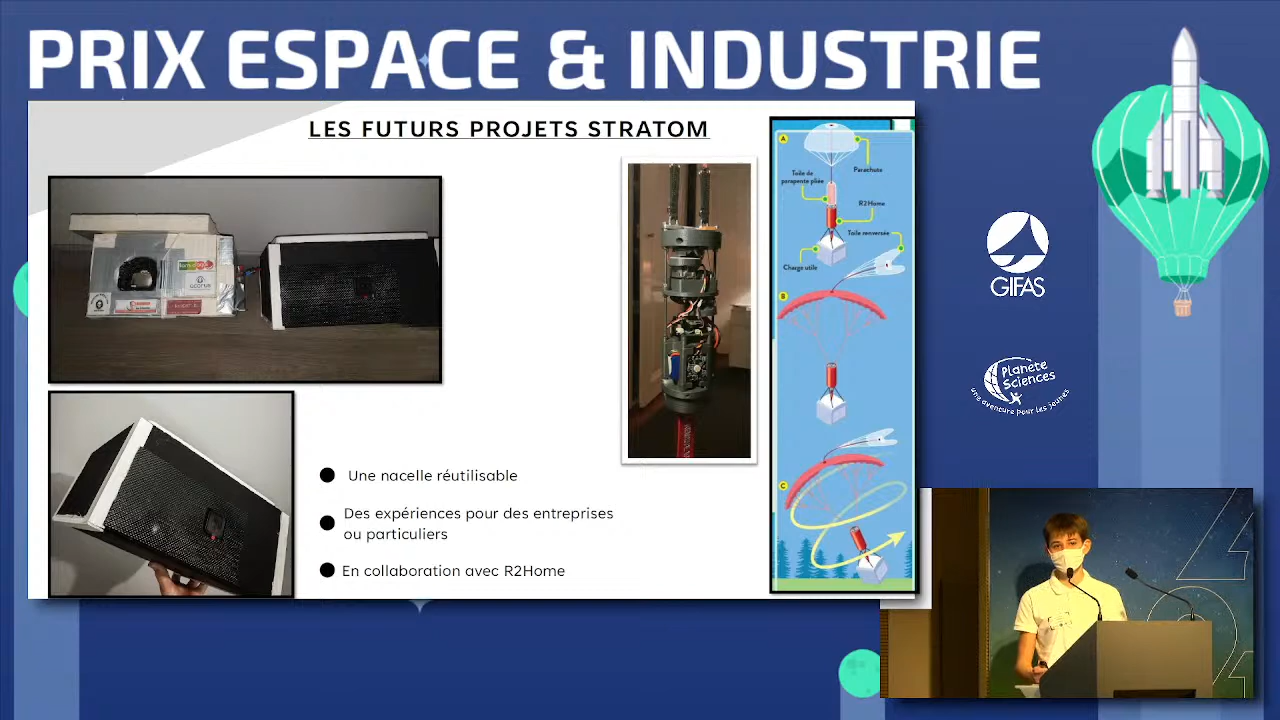 PRIX ESPACE & INDUSTRIE
LES FUTURS PROJETS STRATOM
A
Parachute
Toile de
parapente pliée
R2Home
Toile renversée
Charge utile
B
C
Une nacelle réutilisable
Des expériences pour des entreprises
ou particuliers
En collaboration avec R2Home
GIFAS
Planète
Sciences
une aventure pour les jeunes